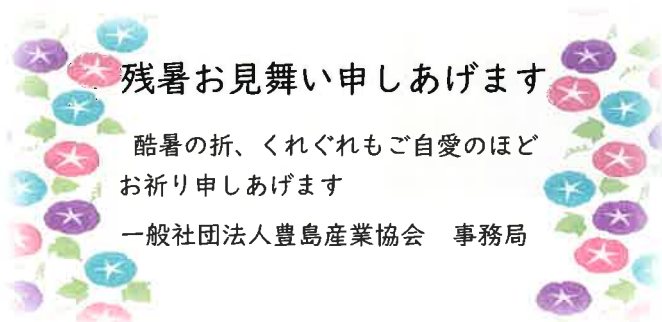 残暑お見舞い申しあげます
酷暑の折、くれぐれもご自愛のほど
お祈り申しあげます
一般社団法人豊島産業協会　事務局